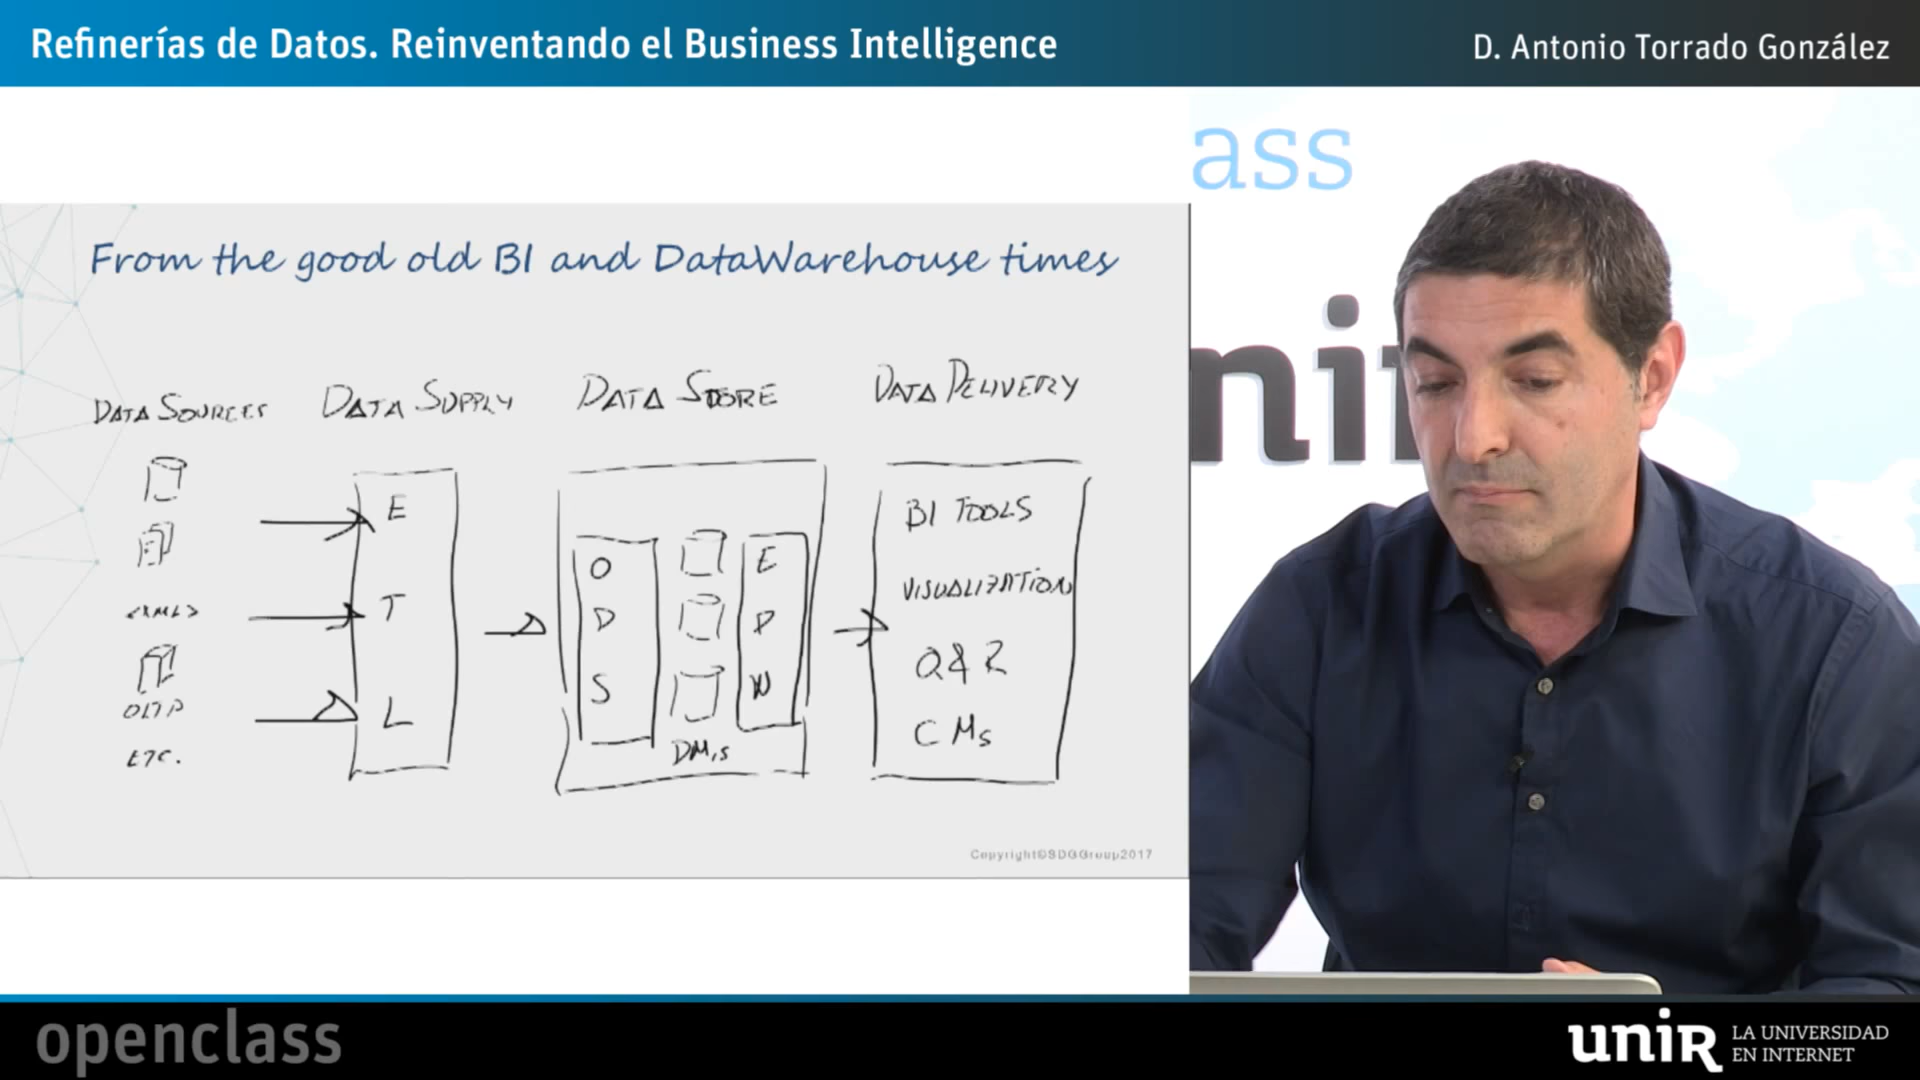 Refinerías de Datos. Reinventando el Business Intelligence
D. Antonio Torrado González
ass
ni
From the good old BI and DataWarehouse times
DATA SOURCES
DATA SUPPLY
DATA STORE
DATA DELIVERY
<XML>
OLTP
ETC.
E
T
L
O
D
S
DM,s
E
D
W
BI TOOLS
VISUALIZATION
Q&R
CMs
Copyright©SDGGroup2017
openclass
unir LA UNIVERSIDAD
EN INTERNET